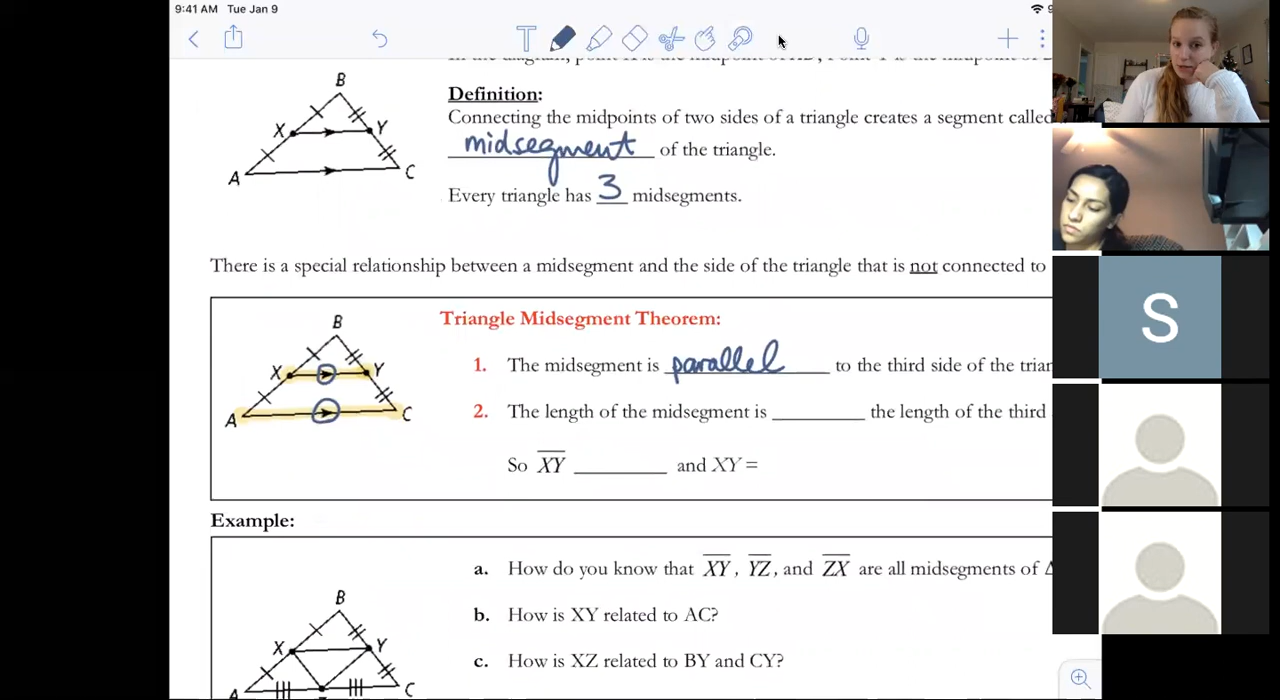 9:41 AM Tue Jan 9
B
X
Y
A
C
Definition:
Connecting the midpoints of two sides of a triangle creates a segment called
midsegment of the triangle.
Every triangle has 3 midsegments.
There is a special relationship between a midsegment and the side of the triangle that is not connected to
B
X
Y
A
C
Triangle Midsegment Theorem:
1. The midsegment is parallel to the third side of the
2. The length of the midsegment is ________ the length of the third
So XY ________ and XY =
Example:
B
X
Y
A
C
a. How do you know that XY, YZ, and ZX are all midsegments of Δ
b. How is XY related to AC?
c. How is XZ related to BY and CY?
T
S